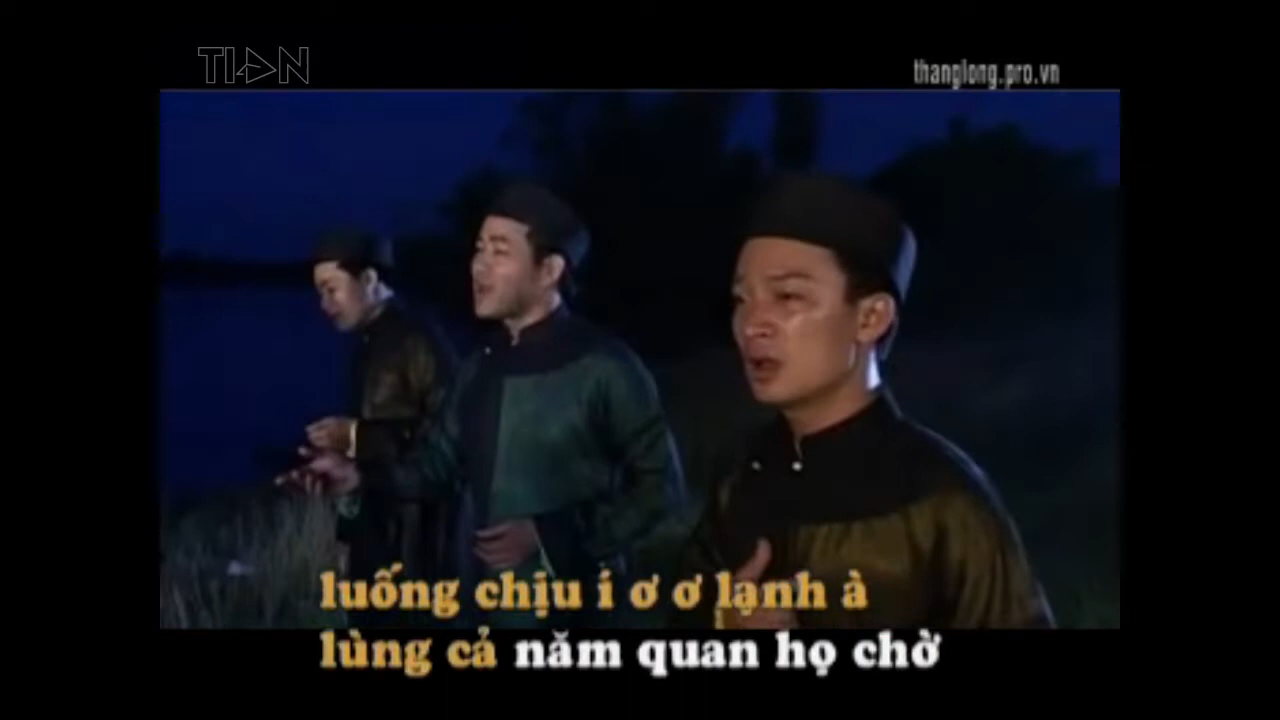 TIAN
thanglong.pro.vn
luống chịu i ơ ơ lạnh à
lùng cả năm quan họ chờ